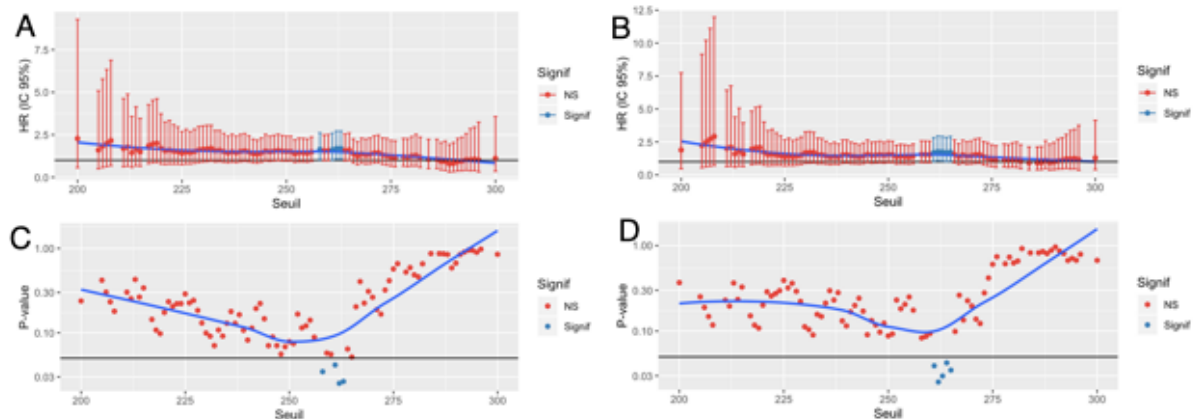 A
HR (IC 95%)
7.5
5.0
2.5
0.0
200
225
250
275
300
Seuil
Signif
NS
Signif
B
HR (IC 95%)
12.5
10.0
7.5
5.0
2.5
0.0
200
225
250
275
300
Seuil
Signif
NS
Signif
C
P-value
1.00
0.30
0.10
0.03
200
225
250
275
300
Seuil
Signif
NS
Signif
D
P-value
1.00
0.30
0.10
0.03
200
225
250
275
300
Seuil
Signif
NS
Signif